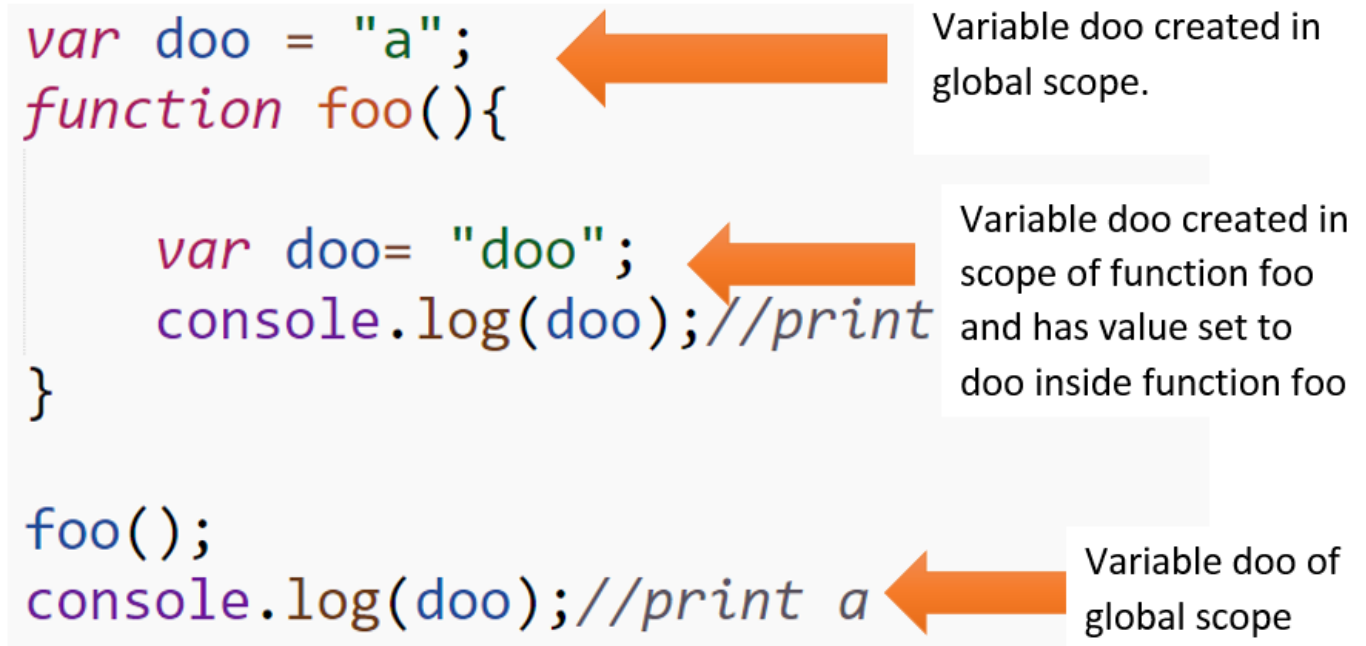 var doo = "a";
Variable doo created in
global scope.
function foo(){
var doo= "doo";
console.log(doo);//print
Variable doo created in
scope of function foo
and has value set to
doo inside function foo
}
foo();
console.log(doo);//print a
Variable doo of
global scope